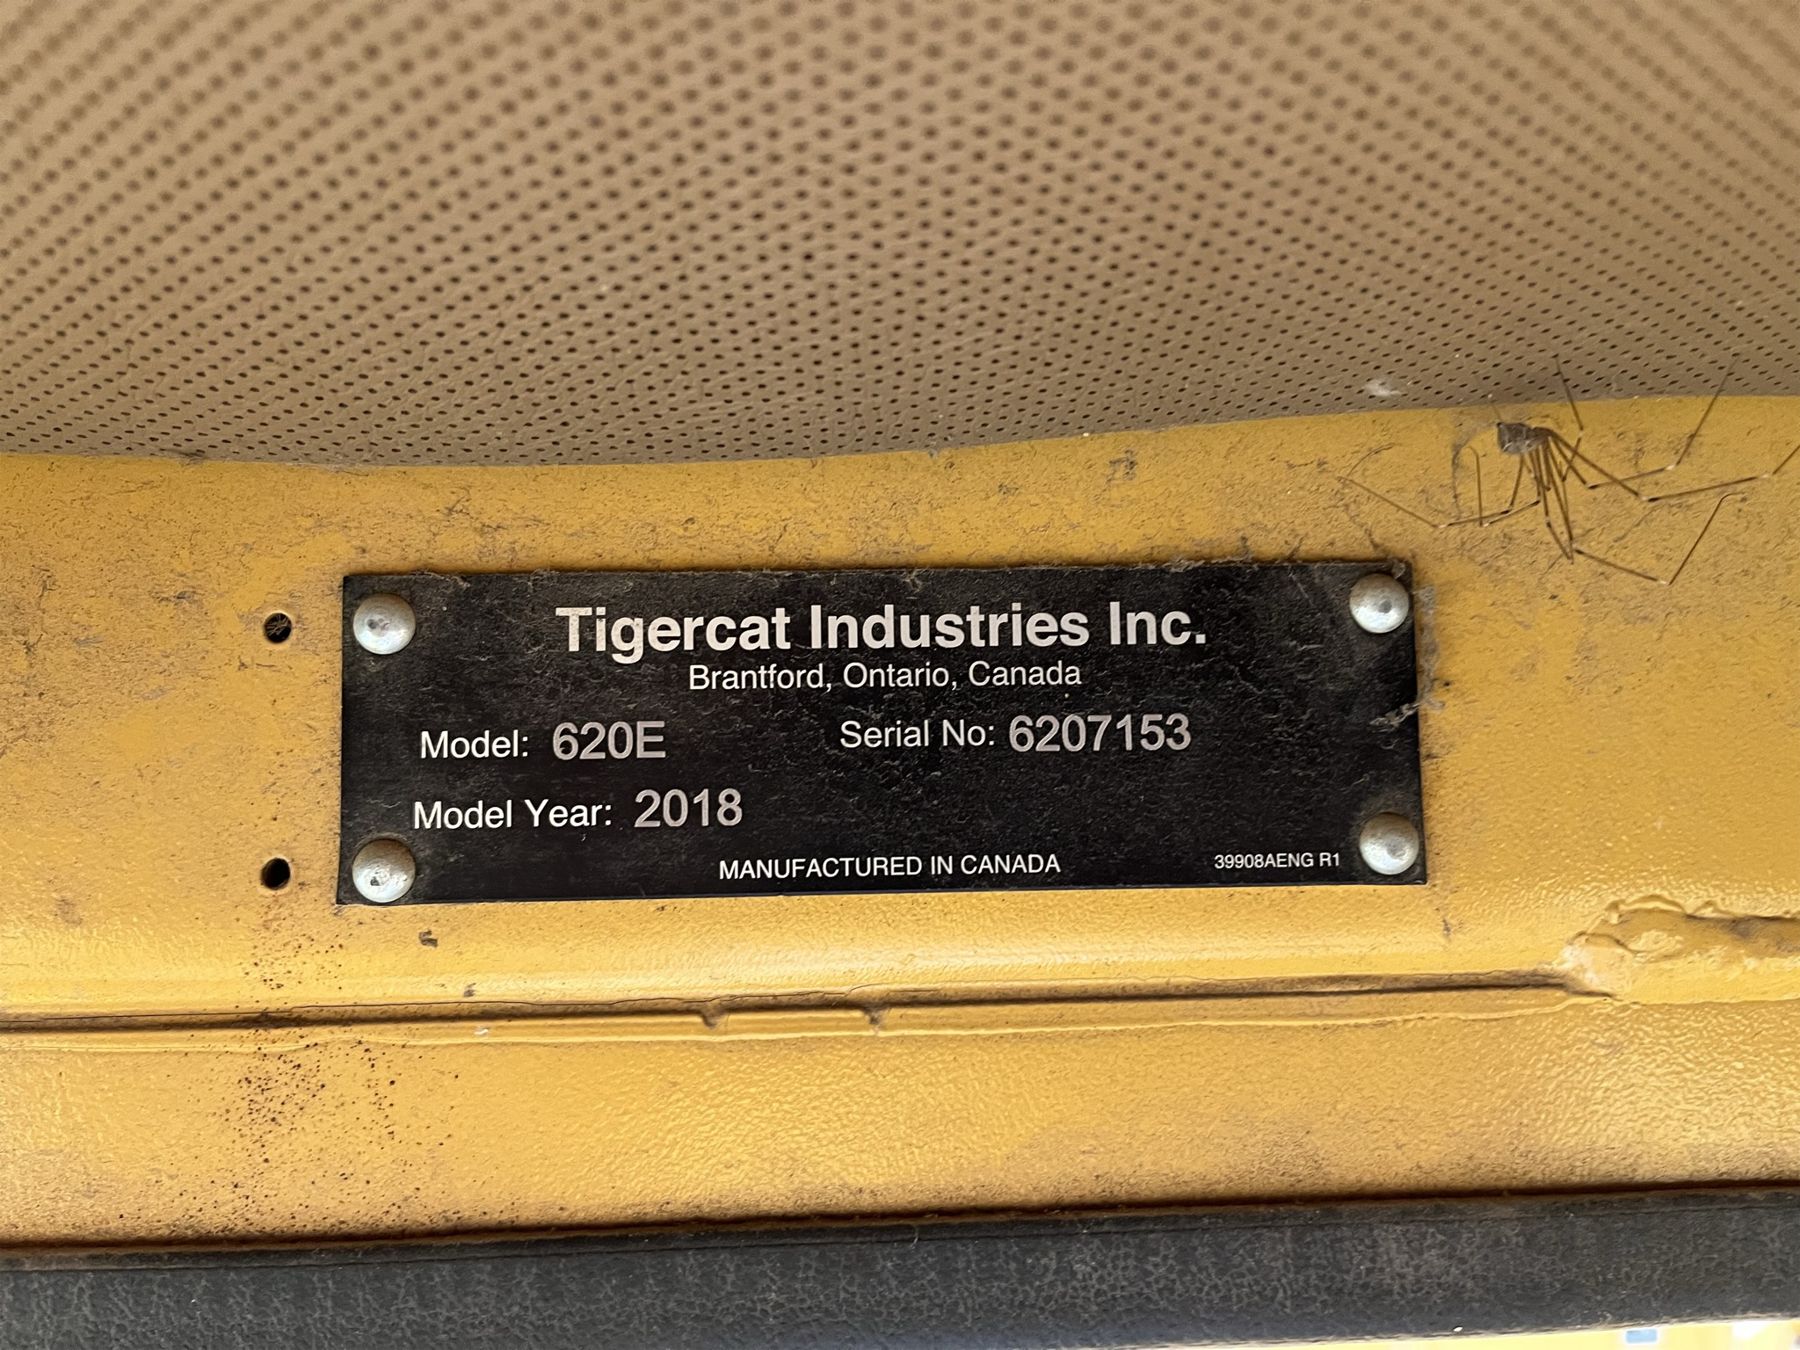 Tigercat Industries Inc.
Brantford, Ontario, Canada
Model: 620E Serial No: 6207153
Model Year: 2018
MANUFACTURED IN CANADA 39908AENG R1